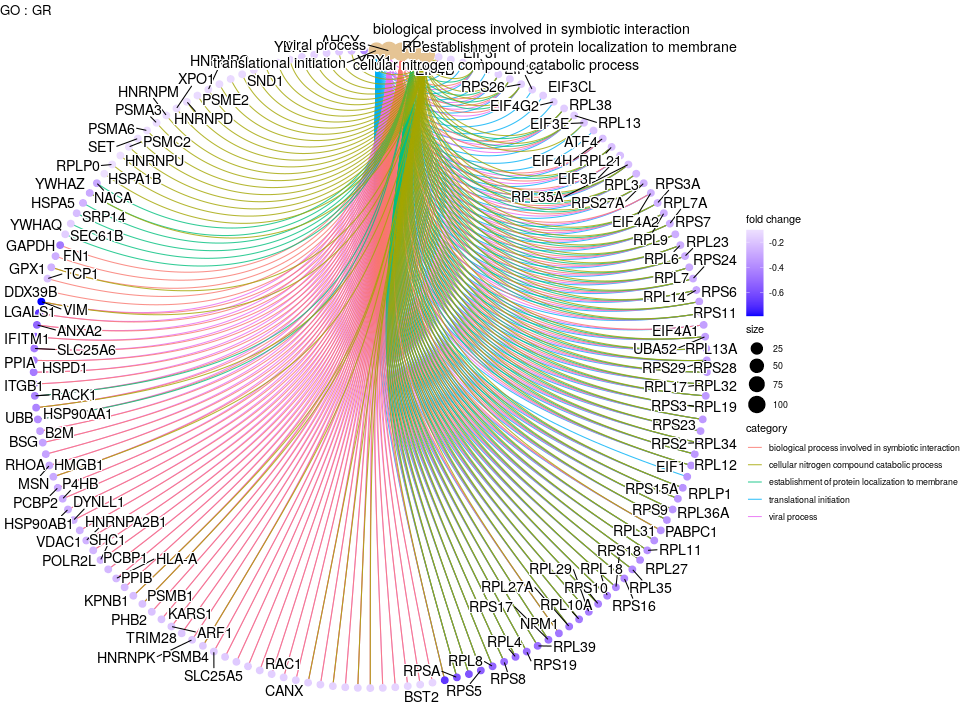 GO : GR
biological process involved in symbiotic interaction
viral process
establishment of protein localization to membrane
translational initiation
cellular nitrogen compound catabolic process
AHCY
SND1
XPO1
PSME2
HNRNPM
PSMA3
HNRNPD
PSMA6
PSMC2
SET
HNRNPU
RPLP0
HSPA1B
YWHAZ
NACA
HSPA5
SRP14
YWHAQ
SEC61B
GAPDH
FN1
GPX1
TCP1
DDX39B
VIM
LGALS1
ANXA2
IFITM1
SLC25A6
PPIA
HSPD1
ITGB1
RACK1
UBB
HSP90AA1
B2M
BSG
RHOA
HMGB1
MSN
P4HB
PCBP2
DYNLL1
HSP90AB1
HNRNPA2B1
VDAC1
SHC1
POLR2L
PCBP1
HLA-A
PPIB
KPNB1
PSMB1
PHB2
KARS1
TRIM28
ARF1
HNRNPK
PSMB4
SLC25A5
RAC1
CANX
BST2
RPSA
RPS5
RPL8
RPS8
RPL4
RPS19
RPL39
NPM1
RPS17
RPL10A
RPL27A
RPS10
RPS16
RPL29
RPL18
RPL35
RPL27
RPS18
RPL11
RPL31
PABPC1
RPS9
RPL36A
RPS15A
RPLP1
EIF1
RPL12
RPS2
RPL34
RPS23
RPS3
RPL19
RPL17
RPL32
RPS29
RPS28
UBA52
RPL13A
EIF4A1
RPS11
RPL14
RPS6
RPL7
RPS24
RPL6
RPL23
RPL9
EIF4A2
RPS7
RPL7A
RPS27A
RPL3
RPS3A
RPL35A
EIF3F
EIF4H
RPL21
ATF4
EIF3E
RPL13
EIF4G2
RPL38
RPS26
EIF3CL
fold change
-0.2
-0.4
-0.6
size
25
50
75
100
category
biological process involved in symbiotic interaction
cellular nitrogen compound catabolic process
establishment of protein localization to membrane
translational initiation
viral process